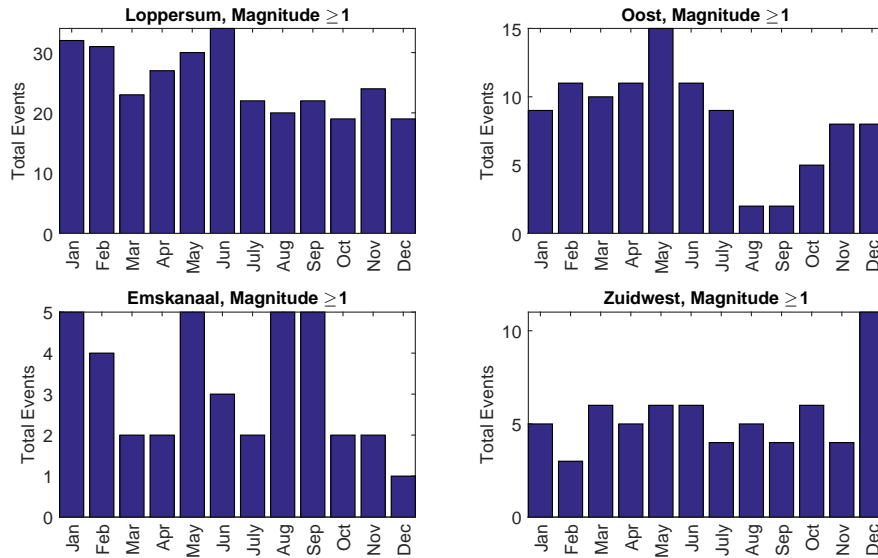 Loppersum, Magnitude ≥1
Total Events
30
20
10
0
Jan Feb Mar Apr May Jun July Aug Sep Oct Nov Dec
Oost, Magnitude ≥1
Total Events
15
10
5
0
Jan Feb Mar Apr May Jun July Aug Sep Oct Nov Dec
Emskanaal, Magnitude ≥1
Total Events
5
4
3
2
1
0
Jan Feb Mar Apr May Jun July Aug Sep Oct Nov Dec
Zuidwest, Magnitude ≥1
Total Events
10
5
0
Jan Feb Mar Apr May Jun July Aug Sep Oct Nov Dec